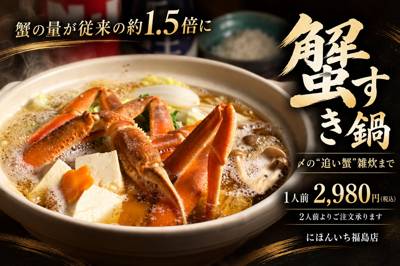 蟹の量が従来の約1.5倍に
蟹すき鍋
〆の“追い蟹”雑炊まで
1人前 2,980円(税込)
2人前よりご注文承ります
にほんいち福島店